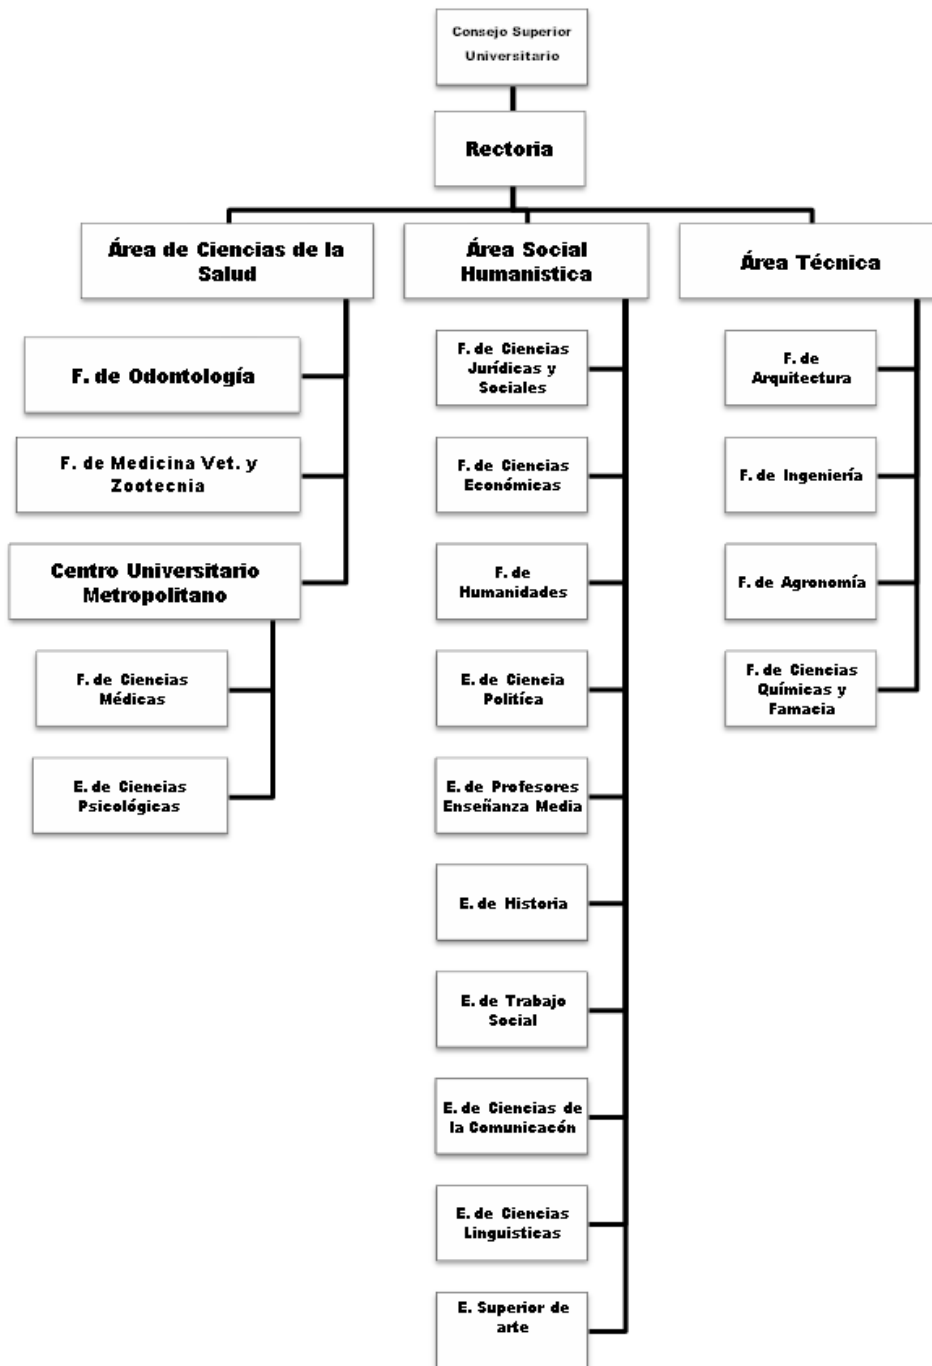 Consejo Superior
Universitario
Rectoria
Área de Ciencias de la
Salud
Área Social
Humanistica
Área Técnica
F. de Odontología
F. de Medicina Vet. y
Zootecnia
Centro Universitario
Metropolitano
F. de Ciencias
Médicas
E. de Ciencias
Psicológicas
F. de Ciencias
Jurídicas y
Sociales
F. de Ciencias
Económicas
F. de
Humanidades
E. de Ciencia
Politíca
E. de Profesores
Enseñanza Media
E. de Historia
E. de Trabajo
Social
E. de Ciencias de
la Comunicacón
E. de Ciencias
Linguisticas
E. Superior de
arte
F. de
Arquitectura
F. de Ingeniería
F. de Agronomía
F. de Ciencias
Químicas y
Famacia